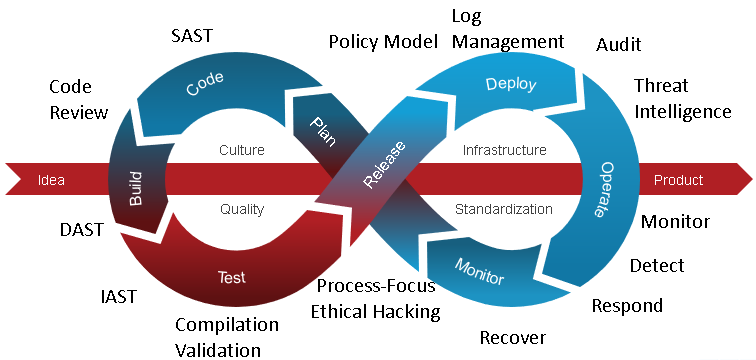 SAST
Policy Model
Log
Management
Audit
Code
Review
Code
Plan
Release
Deploy
Threat
Intelligence
Culture
Infrastructure
Idea
Build
Operate
Product
Quality
Standardization
DAST
Monitor
Test
Monitor
Detect
IAST
Process-Focus
Ethical Hacking
Respond
Compilation
Validation
Recover